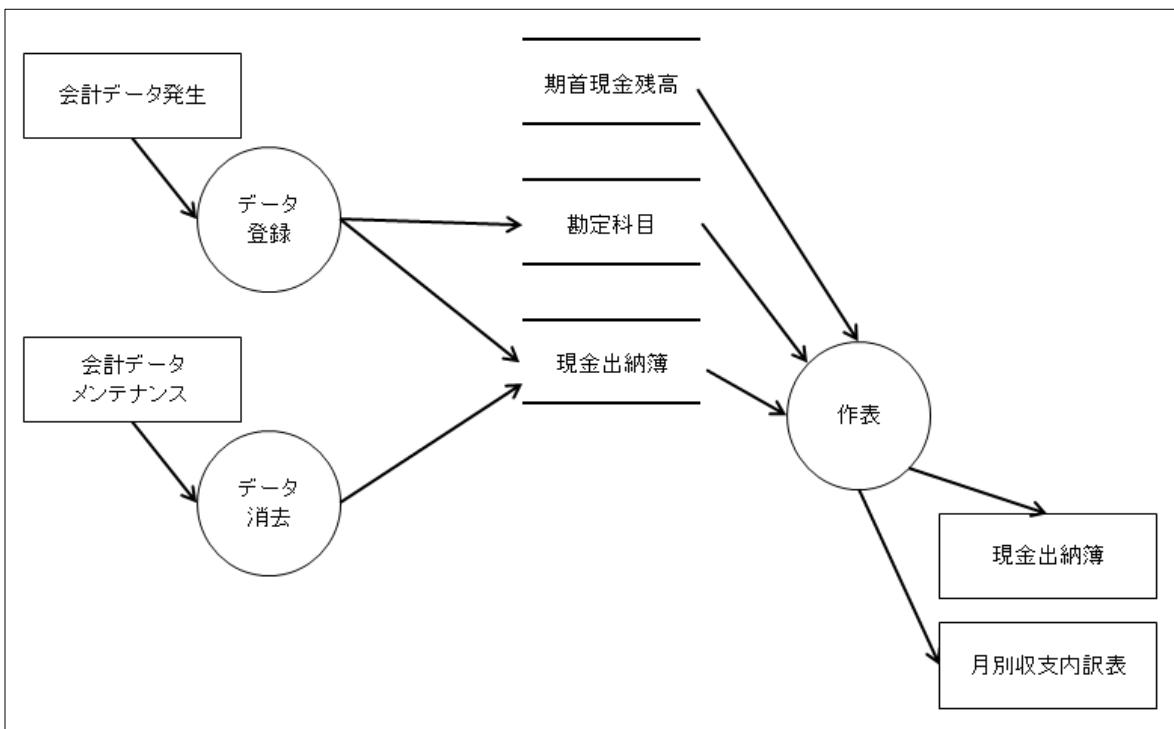 会計データ発生
データ
登録
会計データ
メンテナンス
データ
消去
期首現金残高
勘定科目
現金出納簿
作表
現金出納簿
月別収支内訳表